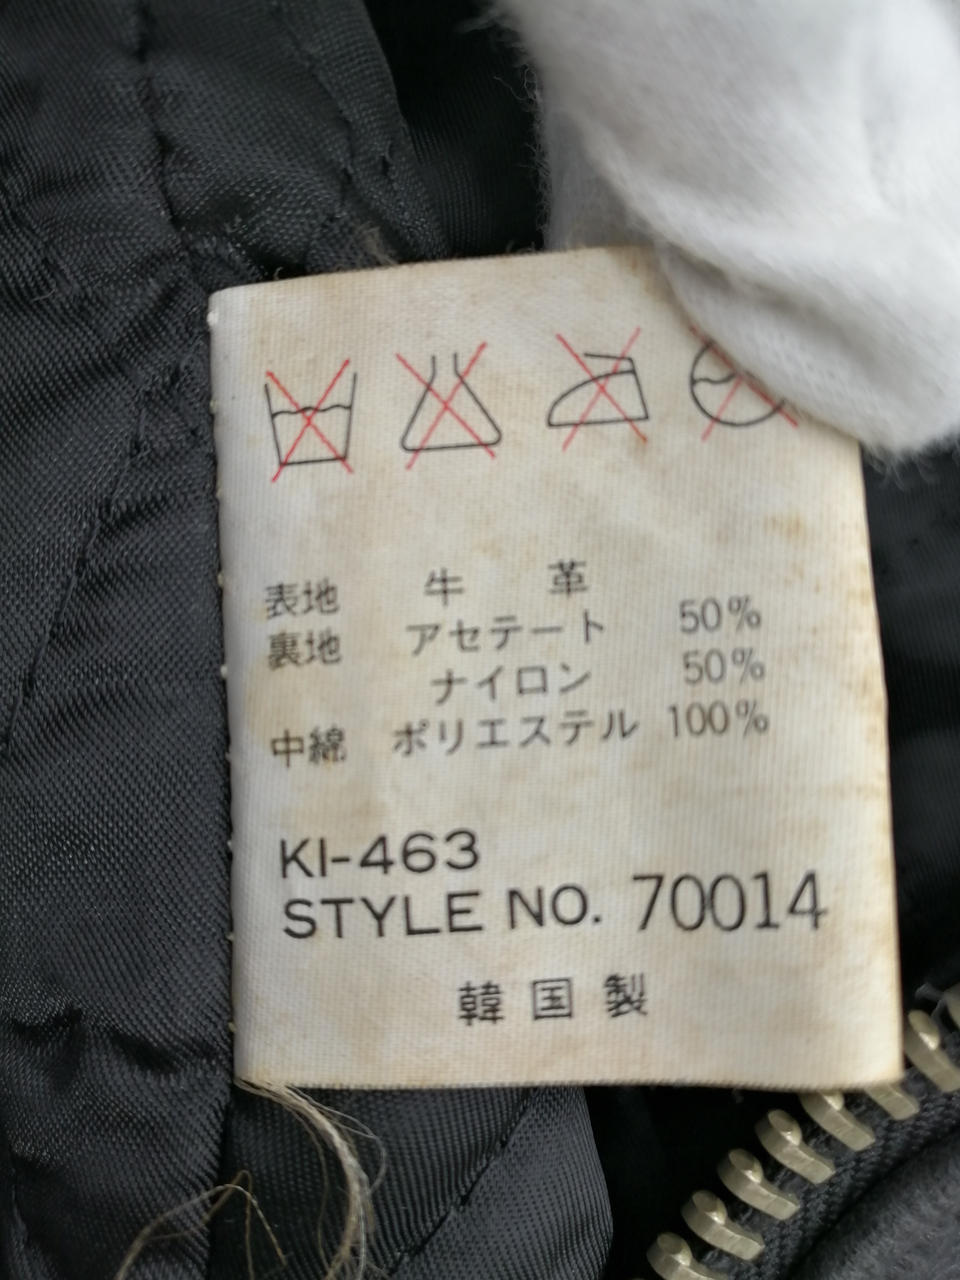 表地 牛革
裏地 アセテート 50%
ナイロン 50%
中綿 ポリエステル 100%
KI-463
STYLE NO. 70014
韓国製